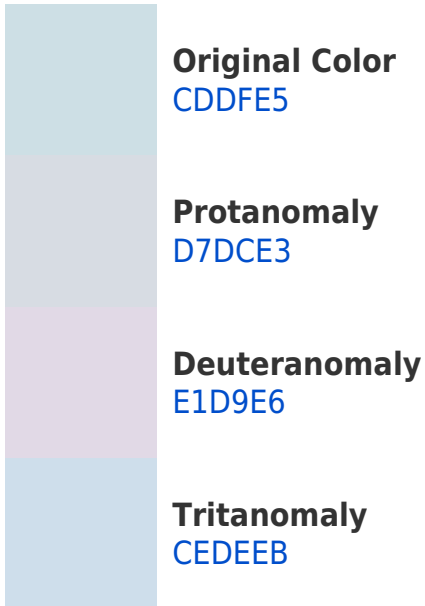 Original Color
CDDFE5
Protanomaly
D7DCE3
Deuteranomaly
E1D9E6
Tritanomaly
CEDEEB